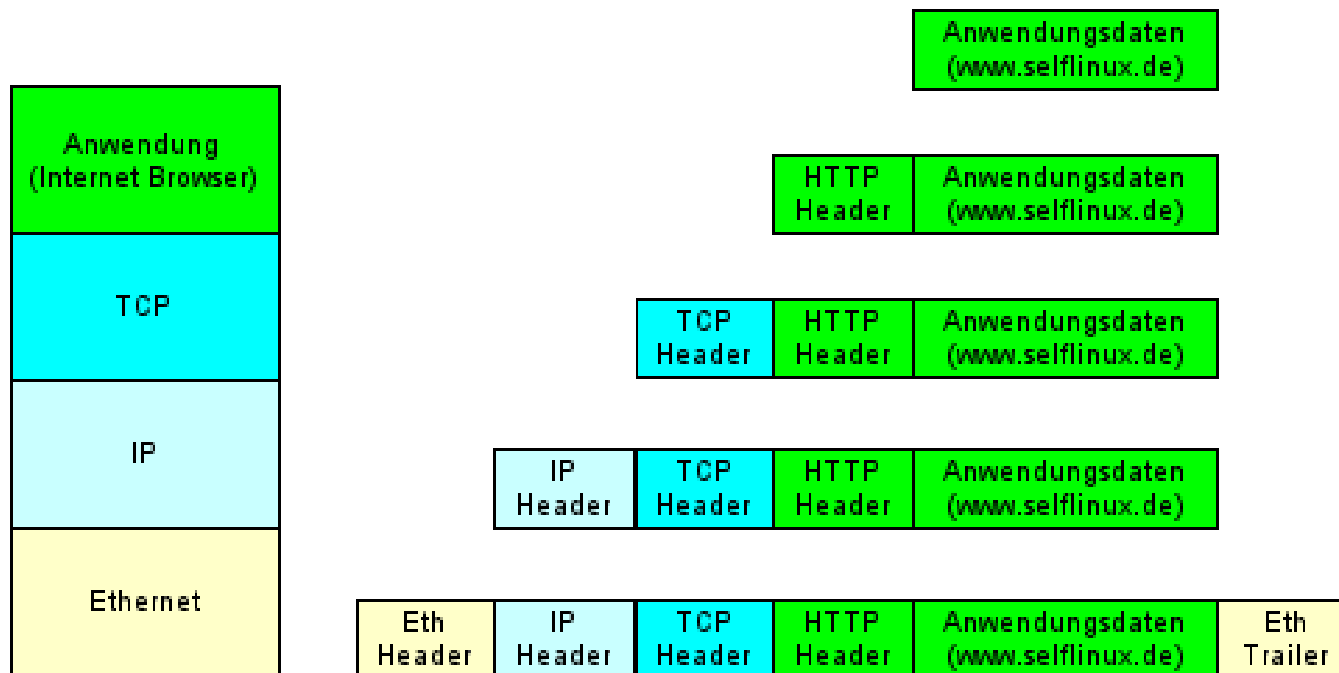 Anwendungsdaten
(www.selflinux.de)
Anwendung
(Internet Browser)
HTTP
Header
Anwendungsdaten
(www.selflinux.de)
TCP
TCP
Header
HTTP
Header
Anwendungsdaten
(www.selflinux.de)
IP
IP
Header
TCP
Header
HTTP
Header
Anwendungsdaten
(www.selflinux.de)
Ethernet
Eth
Header
IP
Header
TCP
Header
HTTP
Header
Anwendungsdaten
(www.selflinux.de)
Eth
Trailer